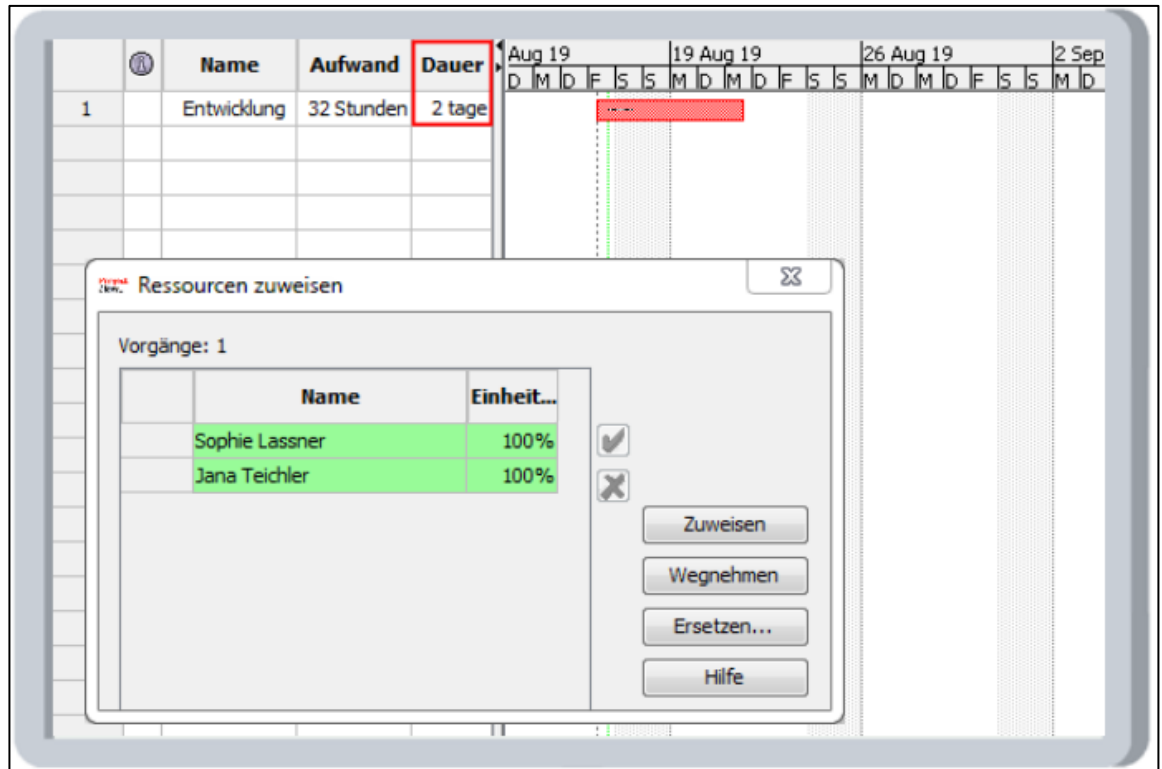 Name Aufwand Dauer Aug 19 19 Aug 19 26 Aug 19 2 Sep
D M D F S S M D M D F S S M D M D F S S M D
1 Entwicklung 32 Stunden 2 tage
Ressourcen zuweisen
Vorgänge: 1
Name Einheit...
Sophie Lassner 100%
Jana Teichler 100%
Zuweisen
Wegnehmen
Ersetzen...
Hilfe